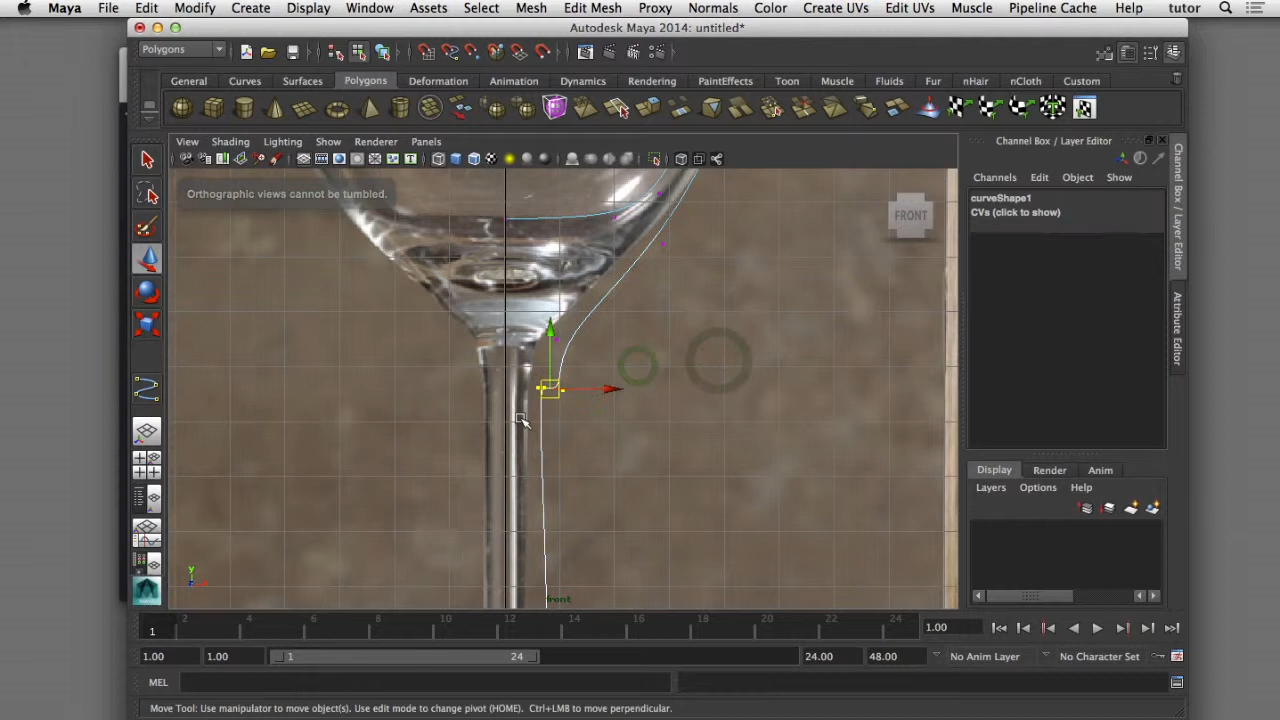 Maya File Edit Modify Create Display Window Assets Select Mesh Edit Mesh Proxy Normals Color Create UVs Edit UVs Muscle Pipeline Cache Help tutor
Autodesk Maya 2014: untitled*
Polygons
General Curves Surfaces Polygons Deformation Animation Dynamics Rendering PaintEffects Toon Muscle Fluids Fur nHair nCloth Custom
View Shading Lighting Show Renderer Panels
Channel Box / Layer Editor
Orthographic views cannot be tumbled.
FRONT
Channels Edit Object Show
curveShape1
CVs (click to show)
Channel Box / Layer Editor
Attribute Editor
Display Render Anim
Layers Options Help
y
front
2 4 6 8 10 12 14 16 18 20 22 24
1
1.00
1.00 1.00 1 24 24.00 48.00 No Anim Layer No Character Set
MEL
Move Tool: Use manipulator to move object(s). Use edit mode to change pivot (HOME). Ctrl+LMB to move perpendicular.